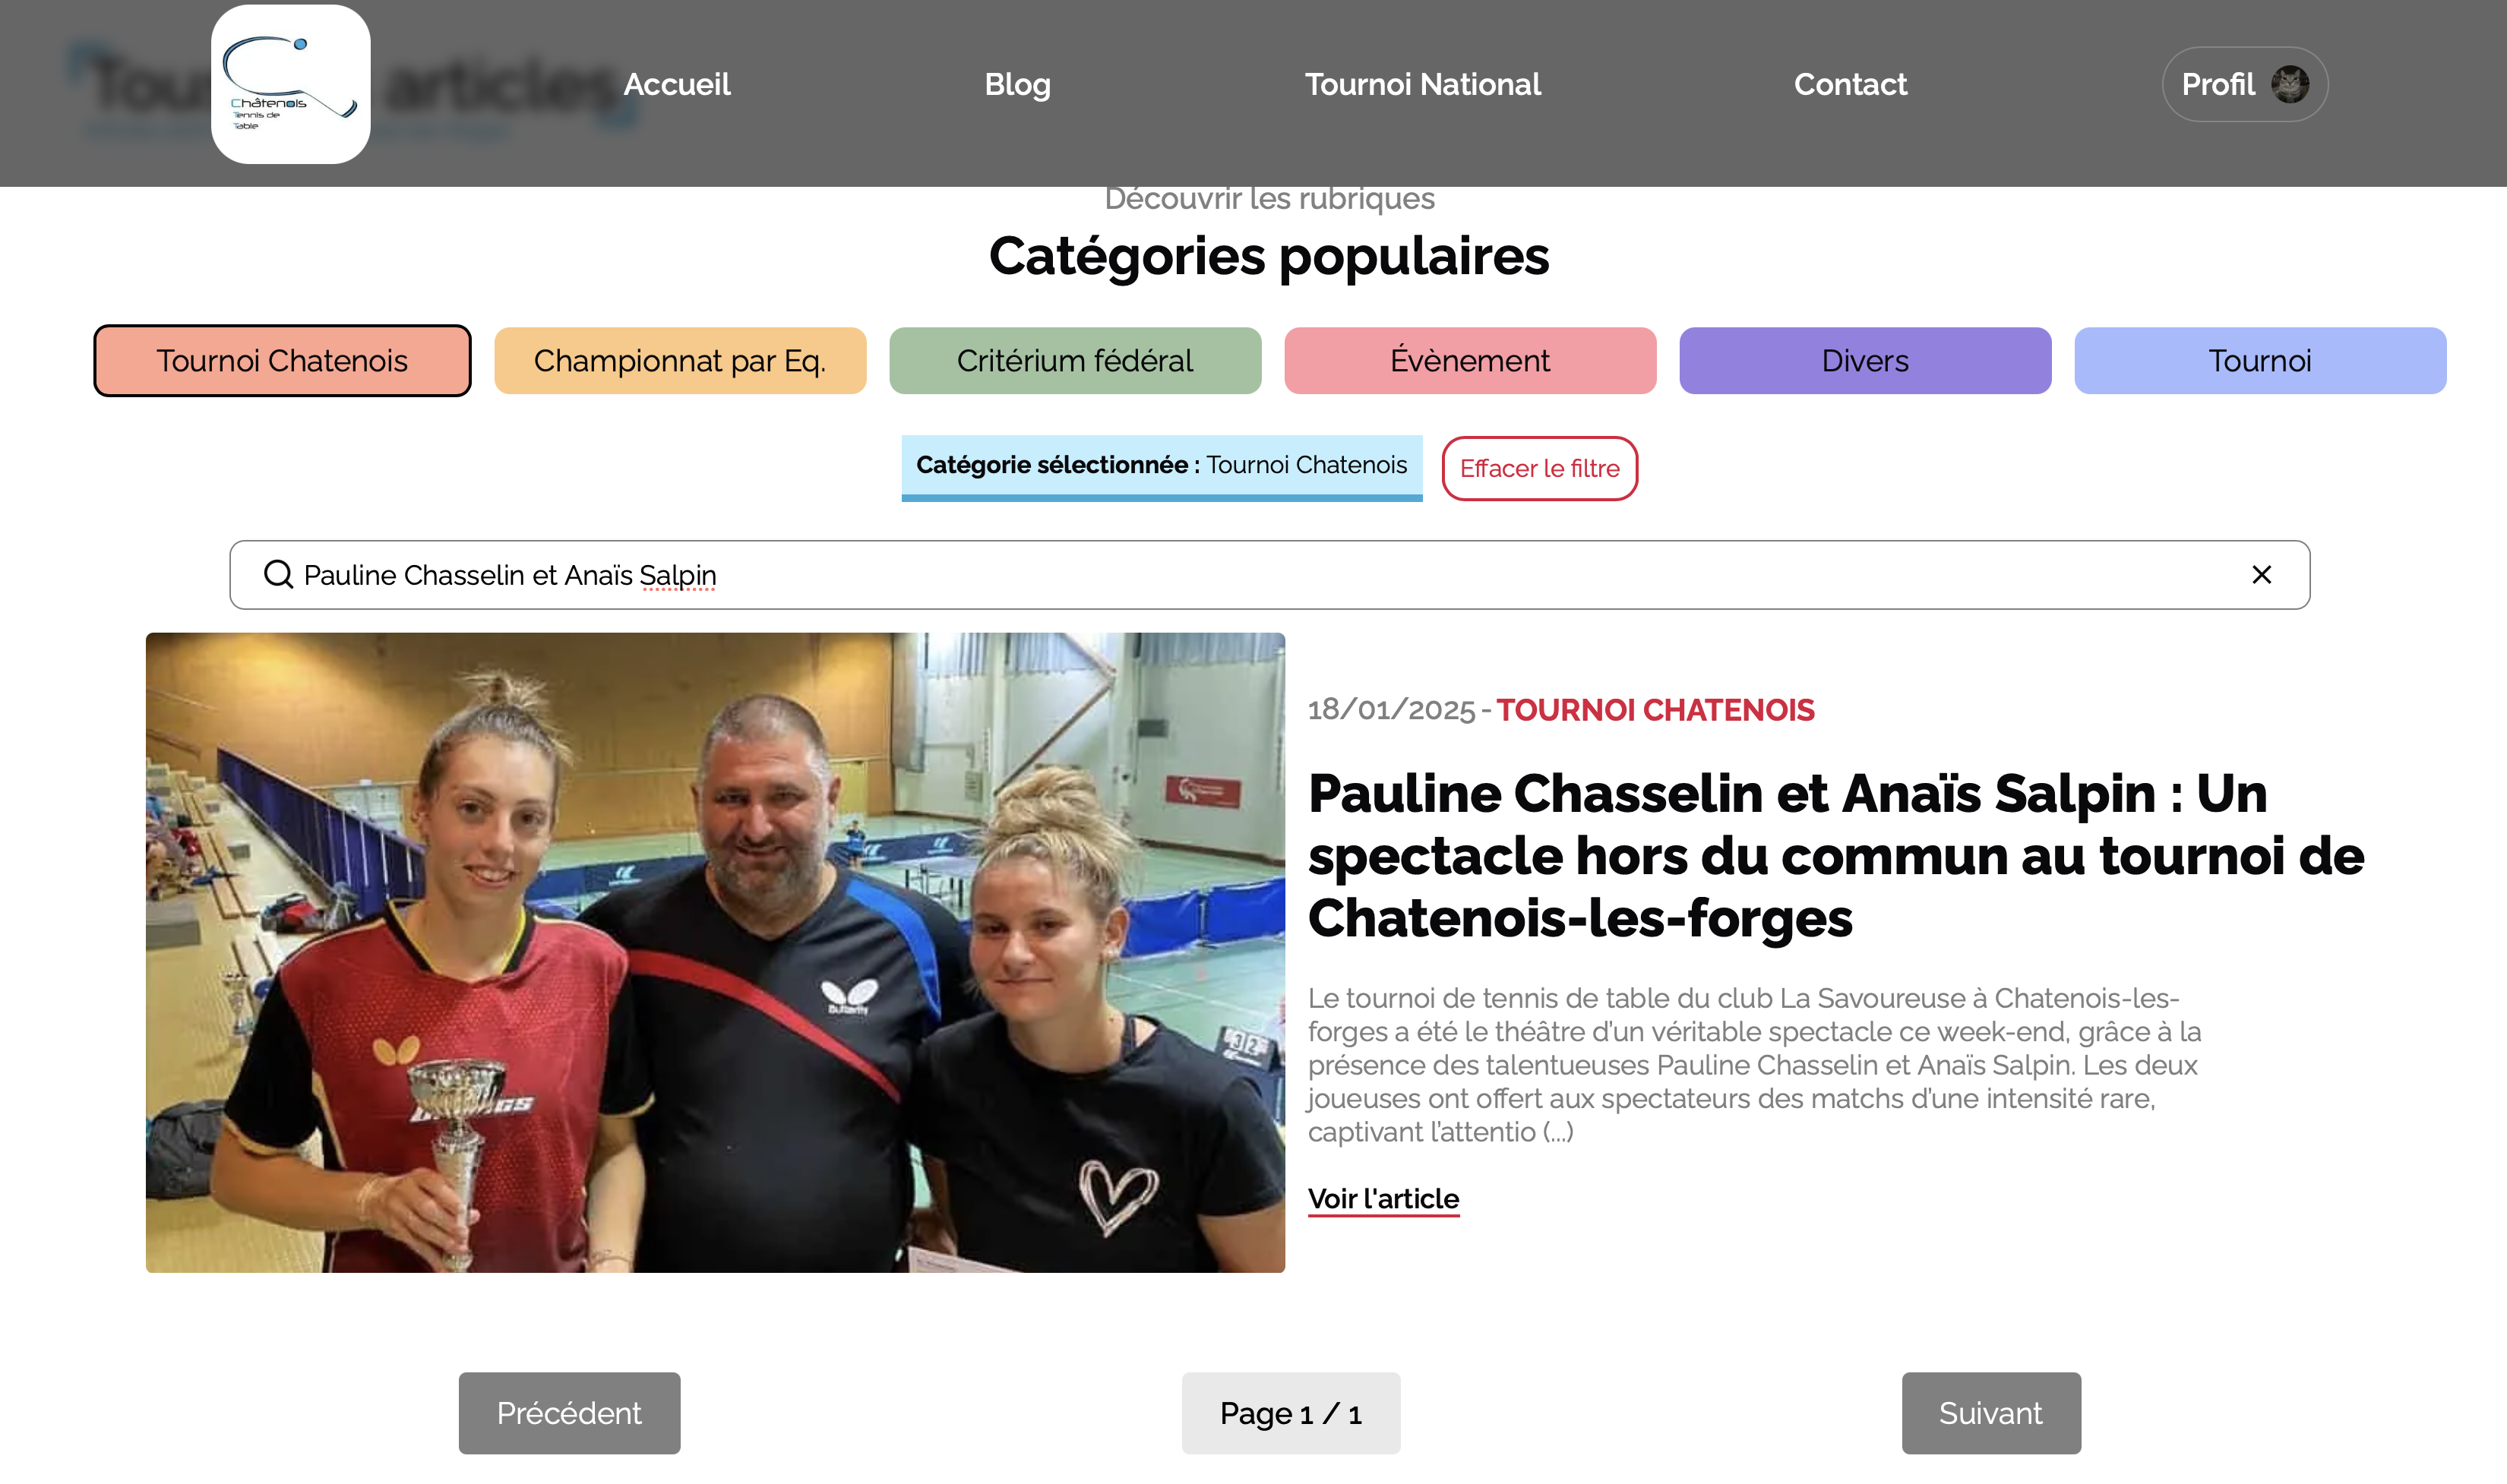 Tous articles
Châtenois
Tennis de
Table
Accueil
Blog
Tournoi National
Contact
Profil
Découvrir les rubriques
Catégories populaires
Tournoi Chatenois
Championnat par Eq.
Critérium fédéral
Évènement
Divers
Tournoi
Catégorie sélectionnée : Tournoi Chatenois
Effacer le filtre
Pauline Chasselin et Anaïs Salpin
Butterfly
18/01/2025 - TOURNOI CHATENOIS
Pauline Chasselin et Anaïs Salpin : Un
spectacle hors du commun au tournoi de
Chatenois-les-forges
Le tournoi de tennis de table du club La Savoureuse à Chatenois-les-
forges a été le théâtre d'un véritable spectacle ce week-end, grâce à la
présence des talentueuses Pauline Chasselin et Anaïs Salpin. Les deux
joueuses ont offert aux spectateurs des matchs d'une intensité rare,
captivant l'attentio (...)
Voir l'article
Précédent
Page 1 / 1
Suivant